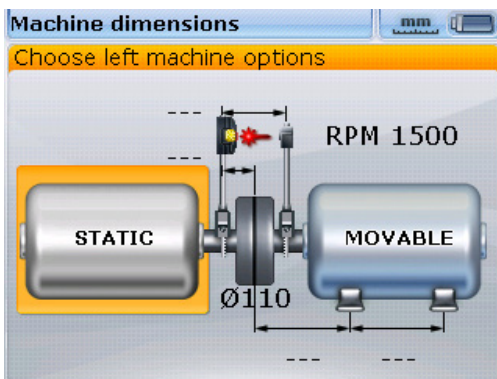 Machine dimensions mm
Choose left machine options
---
RPM 1500
---
STATIC MOVABLE
Ø110
--- ---